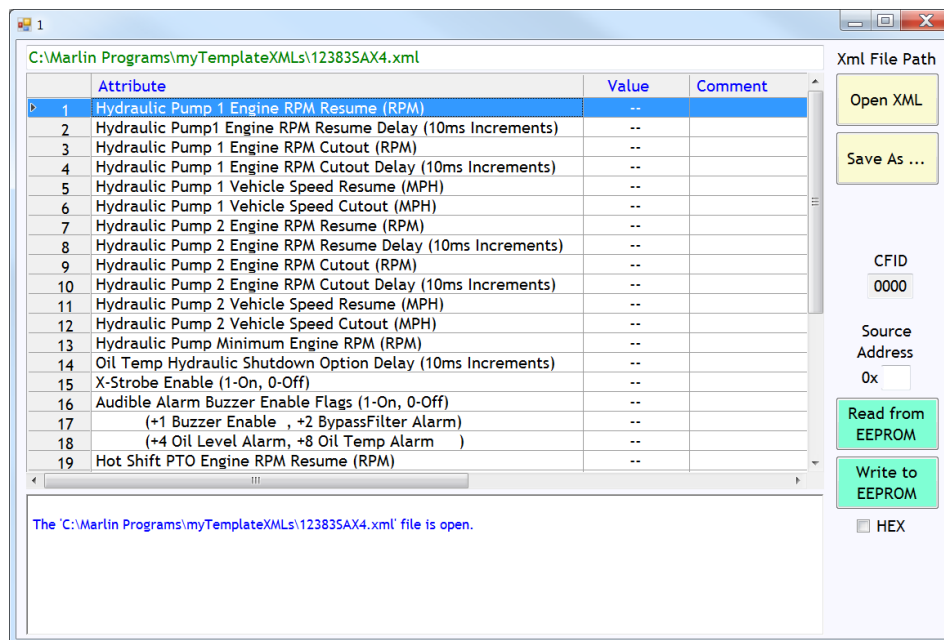 1
C:\Marlin Programs\myTemplateXMLs\12383SAX4.xml
Xml File Path
Attribute Value Comment
Open XML
1 Hydraulic Pump 1 Engine RPM Resume (RPM) --
2 Hydraulic Pump1 Engine RPM Resume Delay (10ms Increments) --
3 Hydraulic Pump 1 Engine RPM Cutout (RPM) --
4 Hydraulic Pump 1 Engine RPM Cutout Delay (10ms Increments) --
Save As ...
5 Hydraulic Pump 1 Vehicle Speed Resume (MPH) --
6 Hydraulic Pump 1 Vehicle Speed Cutout (MPH) --
7 Hydraulic Pump 2 Engine RPM Resume (RPM) --
8 Hydraulic Pump 2 Engine RPM Resume Delay (10ms Increments) --
9 Hydraulic Pump 2 Engine RPM Cutout (RPM) --
CFID
10 Hydraulic Pump 2 Engine RPM Cutout Delay (10ms Increments) --
0000
11 Hydraulic Pump 2 Vehicle Speed Resume (MPH) --
12 Hydraulic Pump 2 Vehicle Speed Cutout (MPH) --
Source
13 Hydraulic Pump Minimum Engine RPM (RPM) --
Address
14 Oil Temp Hydraulic Shutdown Option Delay (10ms Increments) --
0x
15 X-Strobe Enable (1-On, 0-Off) --
16 Audible Alarm Buzzer Enable Flags (1-On, 0-Off) --
Read from
17 (+1 Buzzer Enable , +2 BypassFilter Alarm) --
EEPROM
18 (+4 Oil Level Alarm, +8 Oil Temp Alarm ) --
19 Hot Shift PTO Engine RPM Resume (RPM) --
Write to
EEPROM
The 'C:\Marlin Programs\myTemplateXMLs\12383SAX4.xml' file is open.
HEX